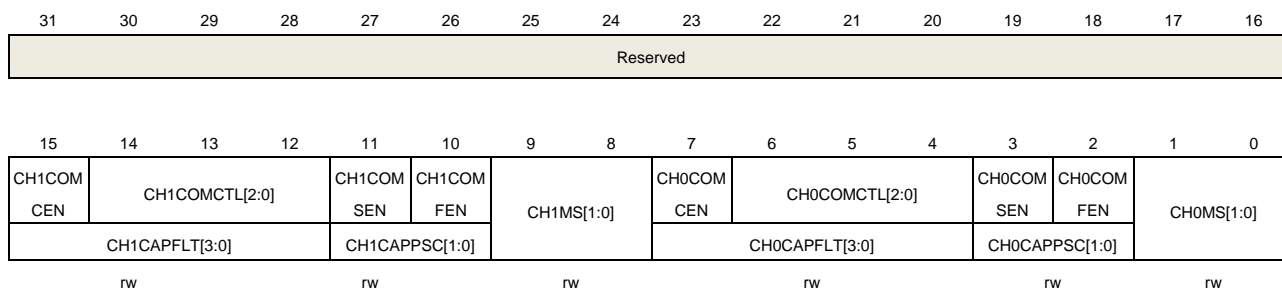 31 30 29 28 27 26 25 24 23 22 21 20 19 18 17 16
Reserved
15 14 13 12 11 10 9 8 7 6 5 4 3 2 1 0
CH1COM CEN CH1COMCTL[2:0] CH1COM SEN CH1COM FEN CH1MS[1:0] CH0COM CEN CH0COMCTL[2:0] CH0COM SEN CH0COM FEN CH0MS[1:0]
CH1CAPFLT[3:0] CH1CAPPSC[1:0] CH0CAPFLT[3:0] CH0CAPPSC[1:0]
rw rw rw rw rw rw